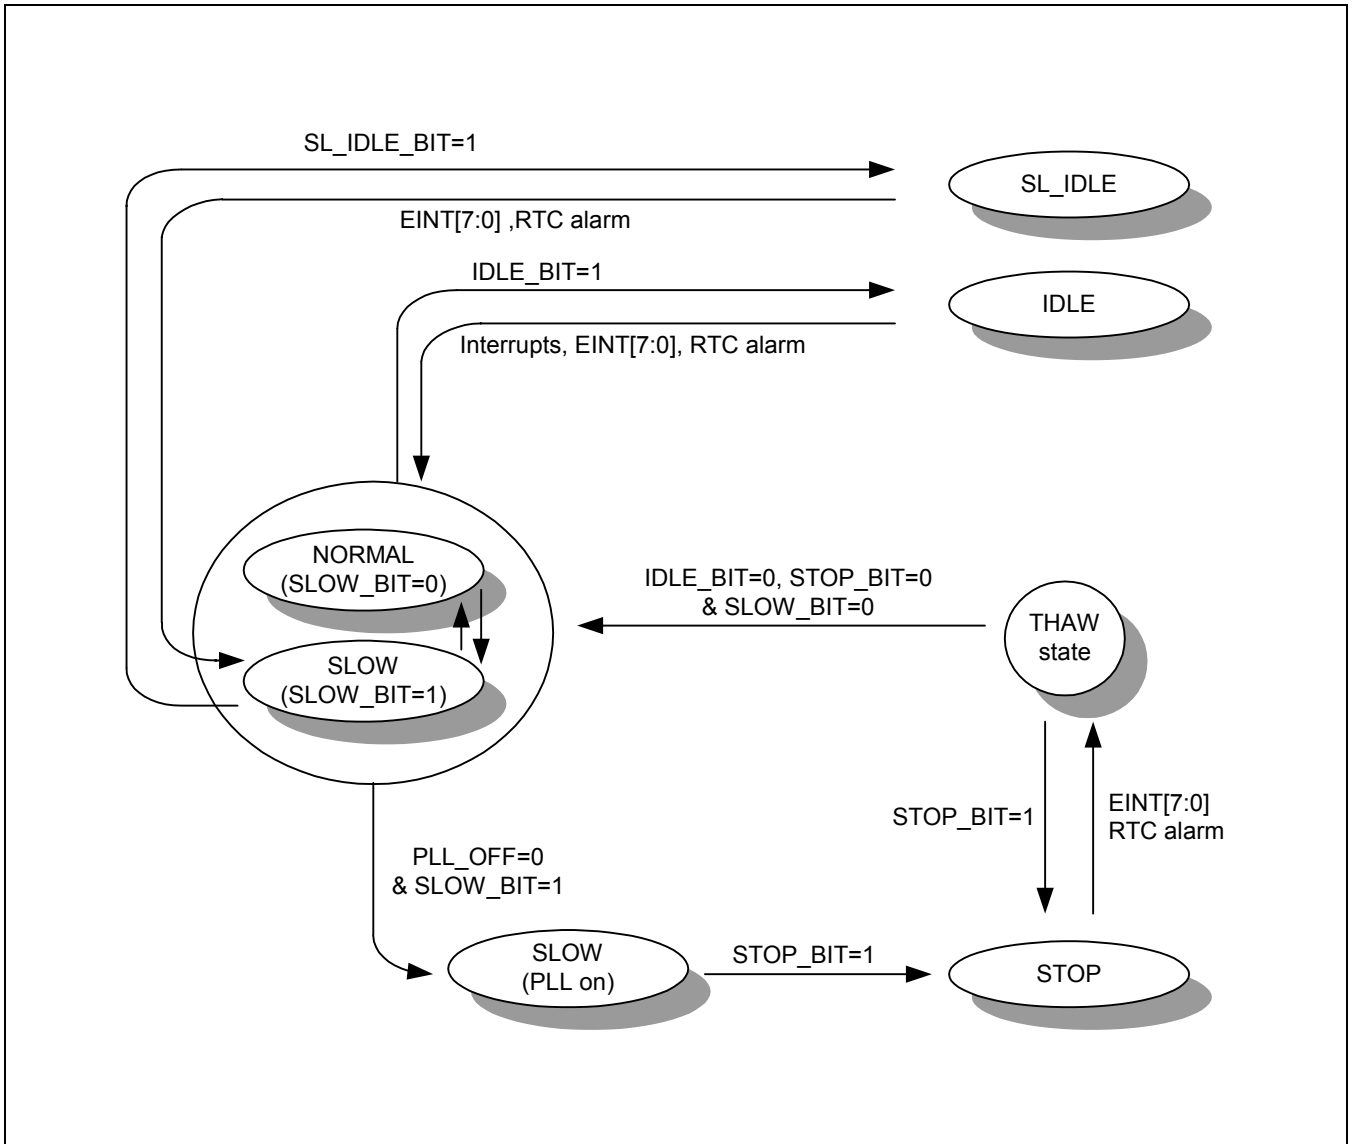 SL_IDLE_BIT=1
SL_IDLE
EINT[7:0] ,RTC alarm
IDLE_BIT=1
IDLE
Interrupts, EINT[7:0], RTC alarm
NORMAL
(SLOW_BIT=0)
IDLE_BIT=0, STOP_BIT=0
& SLOW_BIT=0
THAW
state
SLOW
(SLOW_BIT=1)
STOP_BIT=1
EINT[7:0]
RTC alarm
PLL_OFF=0
& SLOW_BIT=1
SLOW
(PLL on)
STOP_BIT=1
STOP